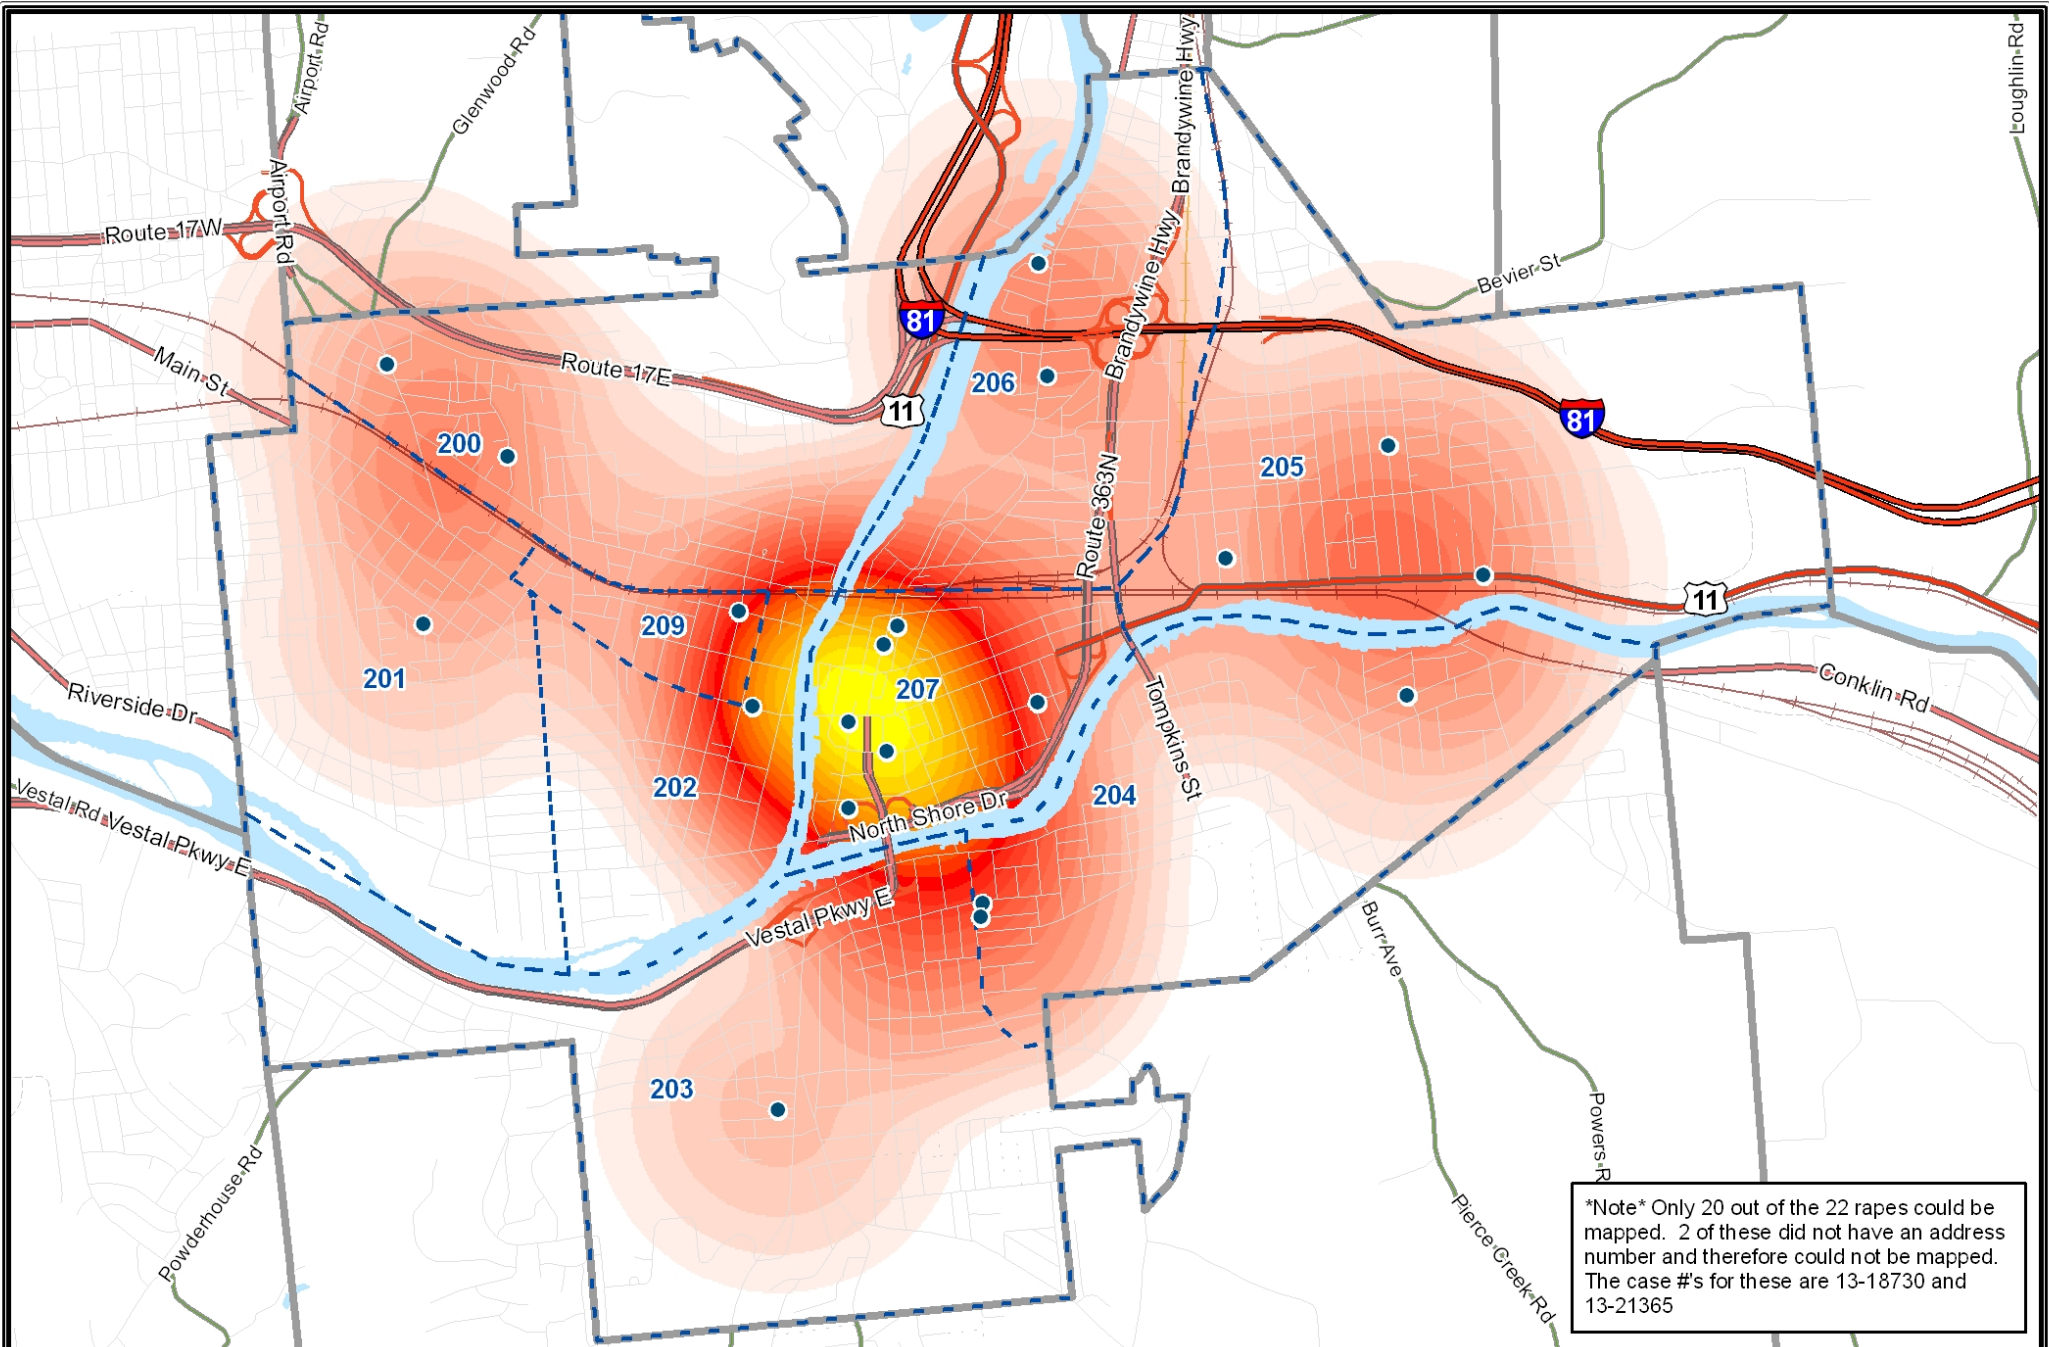 Airport Rd
Glenwood Rd
Brandywine Hwy
Loughlin Rd
Airport Rd
Route 17W
Brandywine Hwy
Bevier St
81
Main St
Route 17E
206
11
81
200
205
Route 363N
11
209
201
207
Riverside Dr
Conklin Rd
Tompkins St
202
204
Vestal Rd
Vestal Pkwy E
North Shore Dr
Vestal Pkwy E
Burr Ave
203
Powers R
Powderhouse Rd
Pierce Creek Rd
*Note* Only 20 out of the 22 rapes could be
mapped. 2 of these did not have an address
number and therefore could not be mapped.
The case #'s for these are 13-18730 and
13-21365